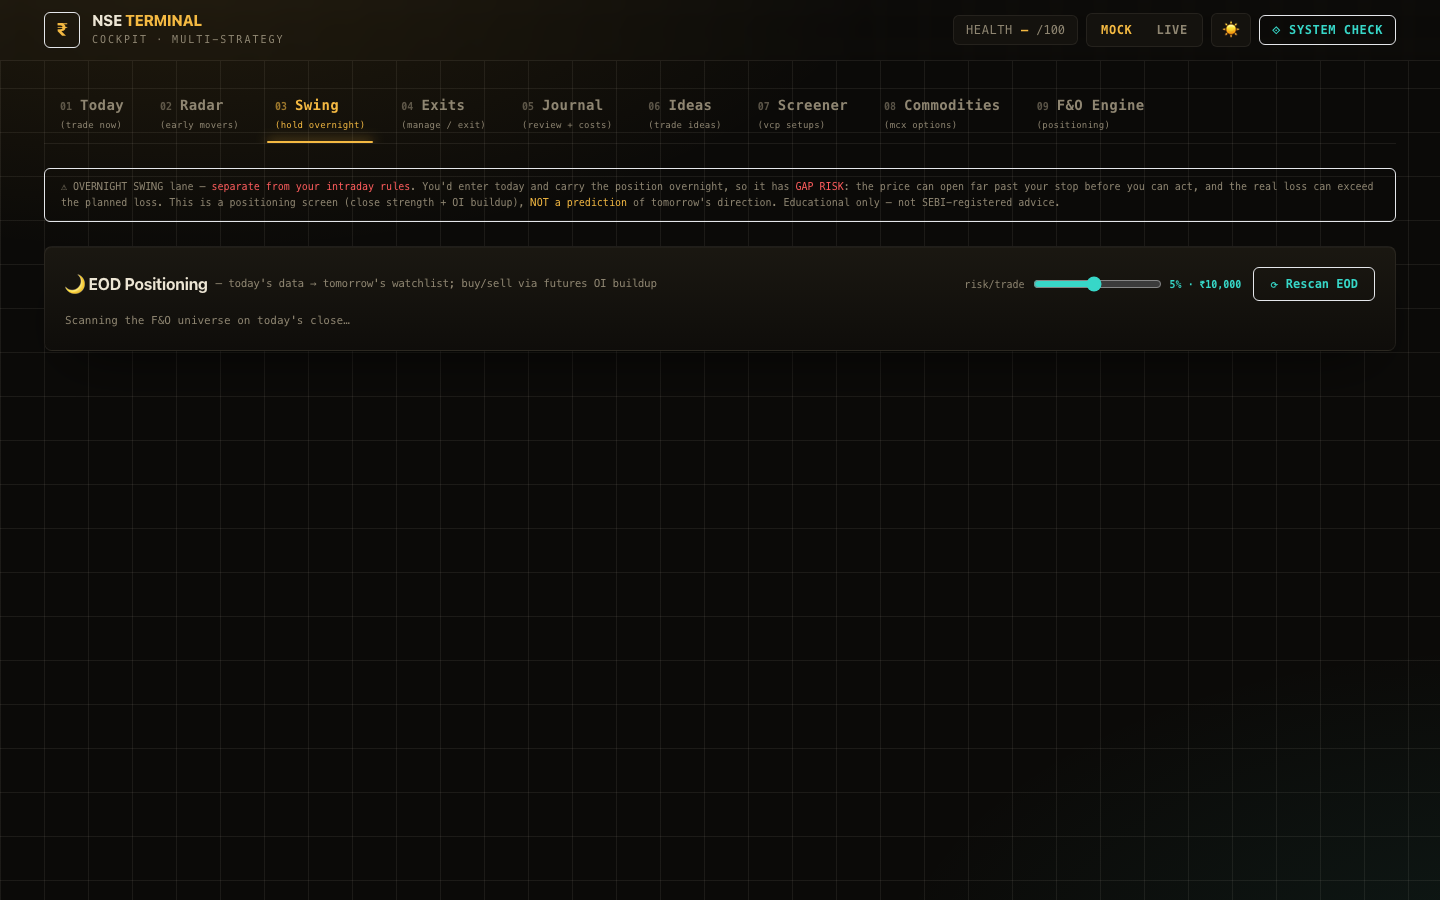 ₹
NSE TERMINAL
COCKPIT · MULTI-STRATEGY
HEALTH — /100
MOCK LIVE
⟐ SYSTEM CHECK
01 Today
(trade now)
02 Radar
(early movers)
03 Swing
(hold overnight)
04 Exits
(manage / exit)
05 Journal
(review + costs)
06 Ideas
(trade ideas)
07 Screener
(vcp setups)
08 Commodities
(mcx options)
09 F&O Engine
(positioning)
⚠ OVERNIGHT SWING lane — separate from your intraday rules. You'd enter today and carry the position overnight, so it has GAP RISK: the price can open far past your stop before you can act, and the real loss can exceed
the planned loss. This is a positioning screen (close strength + OI buildup), NOT a prediction of tomorrow's direction. Educational only — not SEBI-registered advice.
🌙 EOD Positioning — today's data → tomorrow's watchlist; buy/sell via futures OI buildup
risk/trade 5% · ₹10,000
⟳ Rescan EOD
Scanning the F&O universe on today's close…